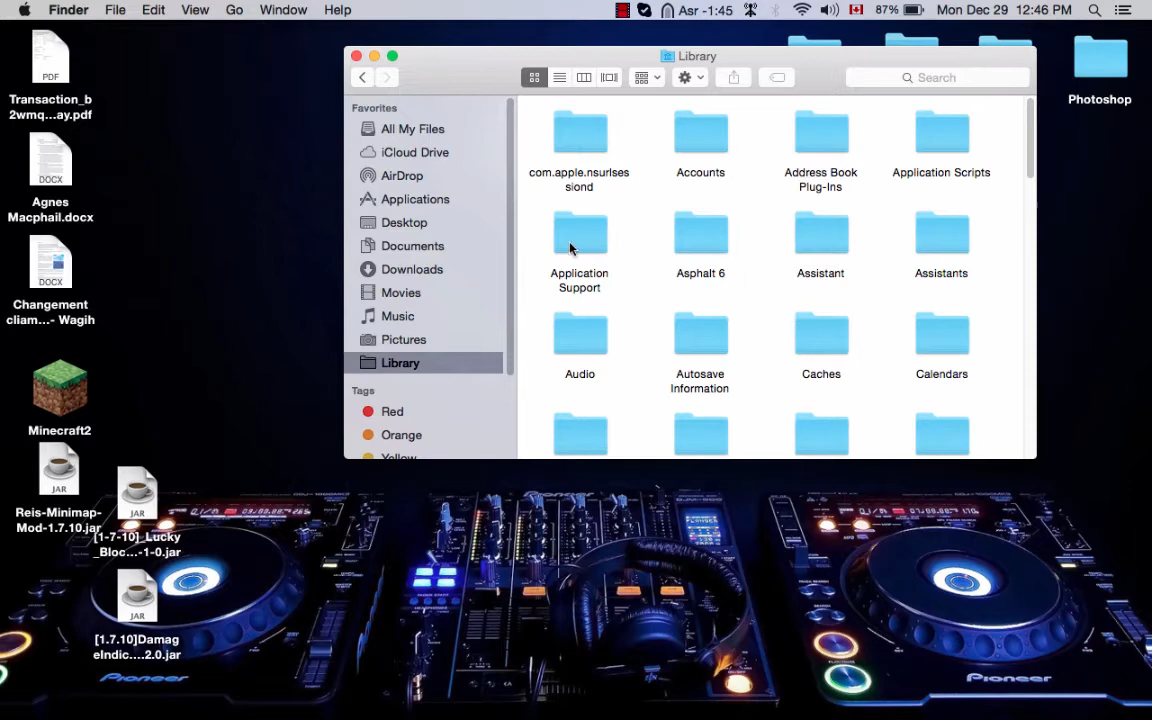 Finder File Edit View Go Window Help
Asr -1:45 87% Mon Dec 29 12:46 PM
Transaction_b
2wmq...ay.pdf
PDF
DOCX
Agnes
Macphail.docx
DOCX
Changement
cliam...- Wagih
Minecraft2
JAR
Reis-Minimap-
Mod-1.7.10.jar
JAR
[1-7-10]_Lucky
_Bloc...-1-0.jar
JAR
[1.7.10]Damag
eIndic....2.0.jar
Photoshop
Library
Search
Favorites
All My Files
iCloud Drive
AirDrop
Applications
Desktop
Documents
Downloads
Movies
Music
Pictures
Library
Tags
Red
Orange
Yellow
com.apple.nsurlses
siond
Accounts
Address Book
Plug-Ins
Application Scripts
Application
Support
Asphalt 6
Assistant
Assistants
Audio
Autosave
Information
Caches
Calendars
Pioneer
Pioneer
Pioneer